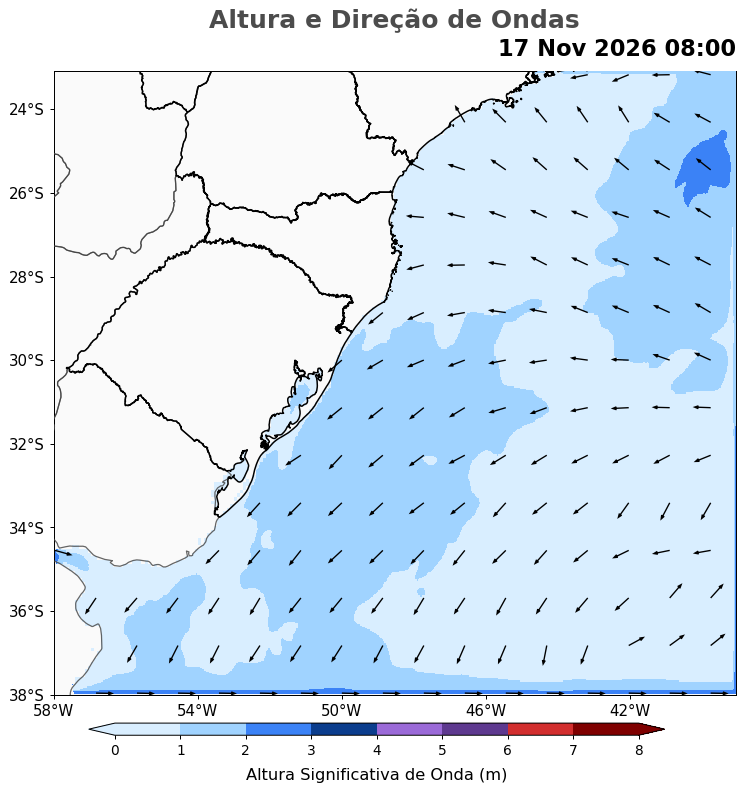 Altura e Direção de Ondas
17 Nov 2026 08:00
24°S
26°S
28°S
30°S
32°S
34°S
36°S
38°S
58°W 54°W 50°W 46°W 42°W
0 1 2 3 4 5 6 7 8
Altura Significativa de Onda (m)